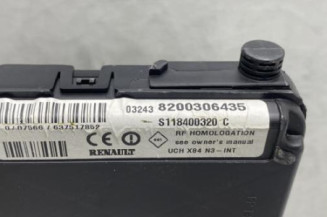 03243 8200306435
S118400320 C
RF HOMOLOGATION
see owner's manual
RENAULT
UCH X84 N3-INT